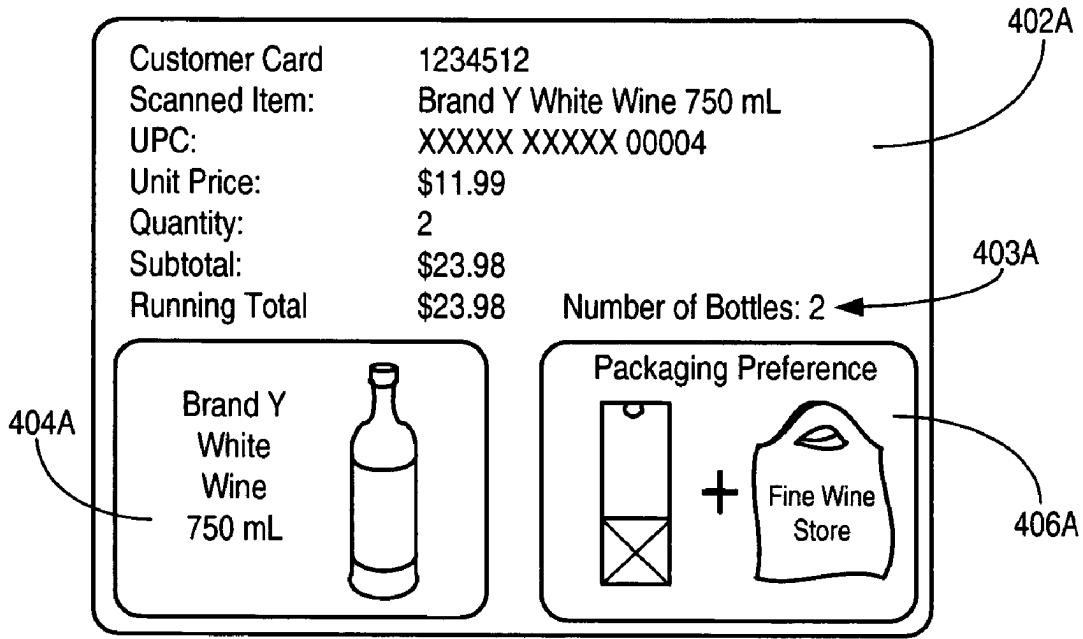 402A
Customer Card 1234512
Scanned Item: Brand Y White Wine 750 mL
UPC: XXXXX XXXXX 00004
Unit Price: $11.99
Quantity: 2
Subtotal: $23.98
403A
Running Total $23.98 Number of Bottles: 2
Packaging Preference
404A
Brand Y
White
Wine
750 mL
+
Fine Wine
Store
406A